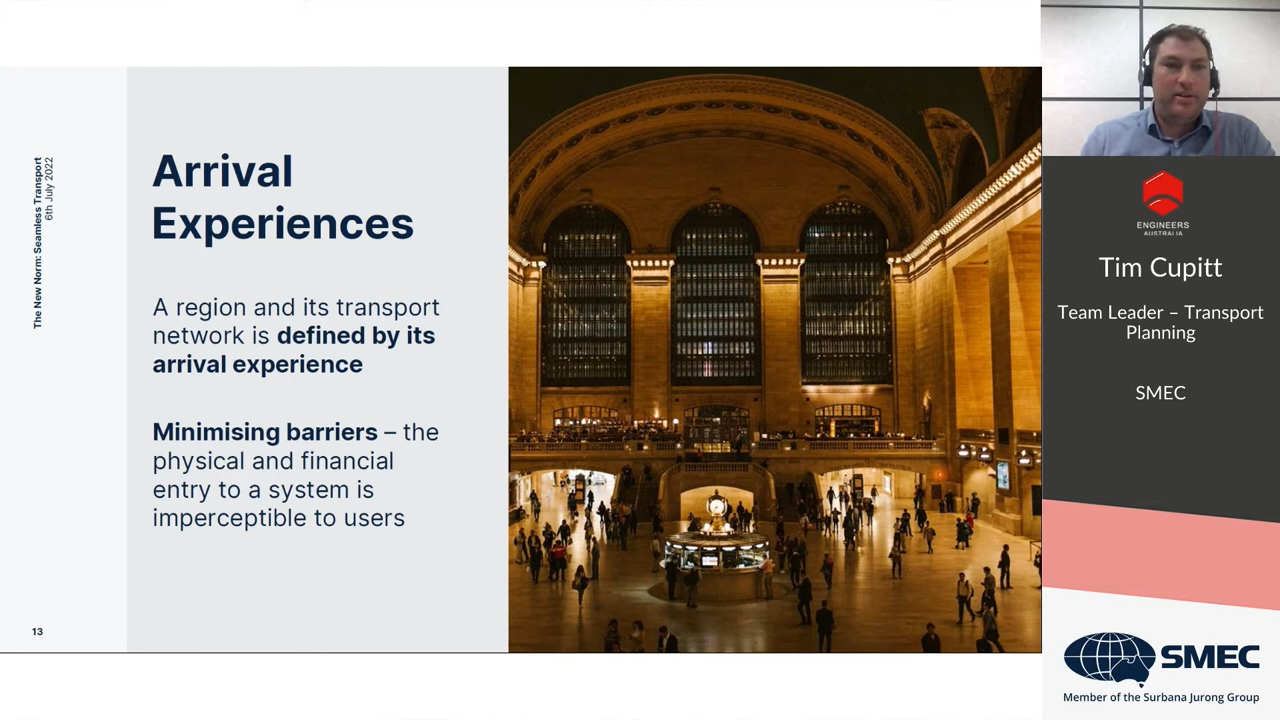 The New Norm: Seamless Transport
6th July 2022
Arrival
Experiences
A region and its transport
network is defined by its
arrival experience
Minimising barriers – the
physical and financial
entry to a system is
imperceptible to users
13
ENGINEERS
AUSTRALIA
Tim Cupitt
Team Leader – Transport
Planning
SMEC
SMEC
Member of the Surbana Jurong Group